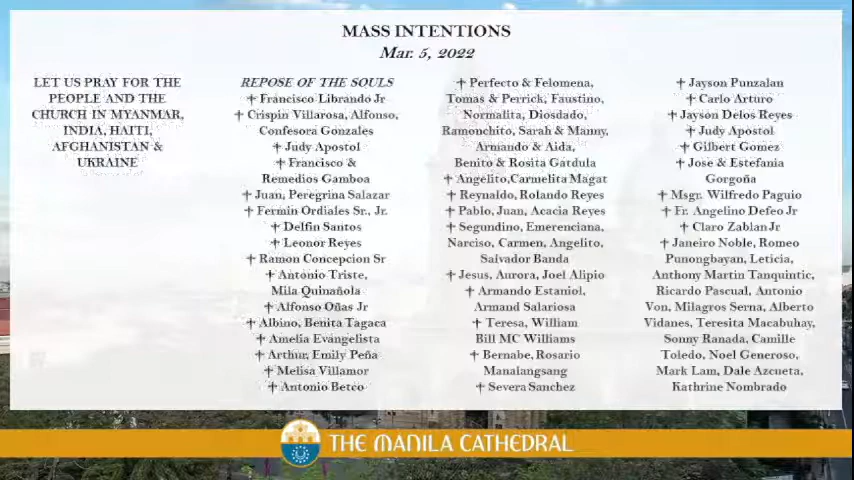 MASS INTENTIONS
Mar. 5, 2022
LET US PRAY FOR THE
PEOPLE AND THE
CHURCH IN MYANMAR,
INDIA, HAITI,
AFGHANISTAN &
UKRAINE
REPOSE OF THE SOULS
✝ Francisco Librando Jr
✝ Crispin Villarosa, Alfonso,
Confesora Gonzales
✝ Judy Apostol
✝ Francisco &
Remedios Gamboa
✝ Juan, Peregrina Salazar
✝ Fermin Ordiales Sr., Jr.
✝ Delfin Santos
✝ Leonor Reyes
✝ Ramon Concepcion Sr
✝ Antonio Triste,
Mila Quinañola
✝ Alfonso Oñas Jr
✝ Albino, Benita Tagaca
✝ Amelia Evangelista
✝ Arthur, Emily Peña
✝ Melisa Villamor
✝ Antonio Betco
✝ Perfecto & Felomena,
Tomas & Perrick, Faustino,
Normalita, Diosdado,
Ramonchito, Sarah & Manny,
Armando & Aida,
Benito & Rosita Gatdula
✝ Angelito,Carmelita Magat
✝ Reynaldo, Rolando Reyes
✝ Pablo, Juan, Acacia Reyes
✝ Segundino, Emerenciana,
Narciso, Carmen, Angelito,
Salvador Banda
✝ Jesus, Aurora, Joel Alipio
✝ Armando Estaniol,
Armand Salariosa
✝ Teresa, William
Bill MC Williams
✝ Bernabe, Rosario
Manalangsang
✝ Severa Sanchez
✝ Jayson Punzalan
✝ Carlo Arturo
✝ Jayson Delos Reyes
✝ Judy Apostol
✝ Gilbert Gomez
✝ Jose & Estefania
Gorgoña
✝ Msgr. Wilfredo Paguio
✝ Fr. Angelino Defeo Jr
✝ Claro Zablan Jr
✝ Janeiro Noble, Romeo
Punongbayan, Leticia,
Anthony Martin Tanquintic,
Ricardo Pascual, Antonio
Von, Milagros Serna, Alberto
Vidanes, Teresita Macabuhay,
Sonny Ranada, Camille
Toledo, Noel Generoso,
Mark Lam, Dale Azcueta,
Kathrine Nombrado
THE MANILA CATHEDRAL